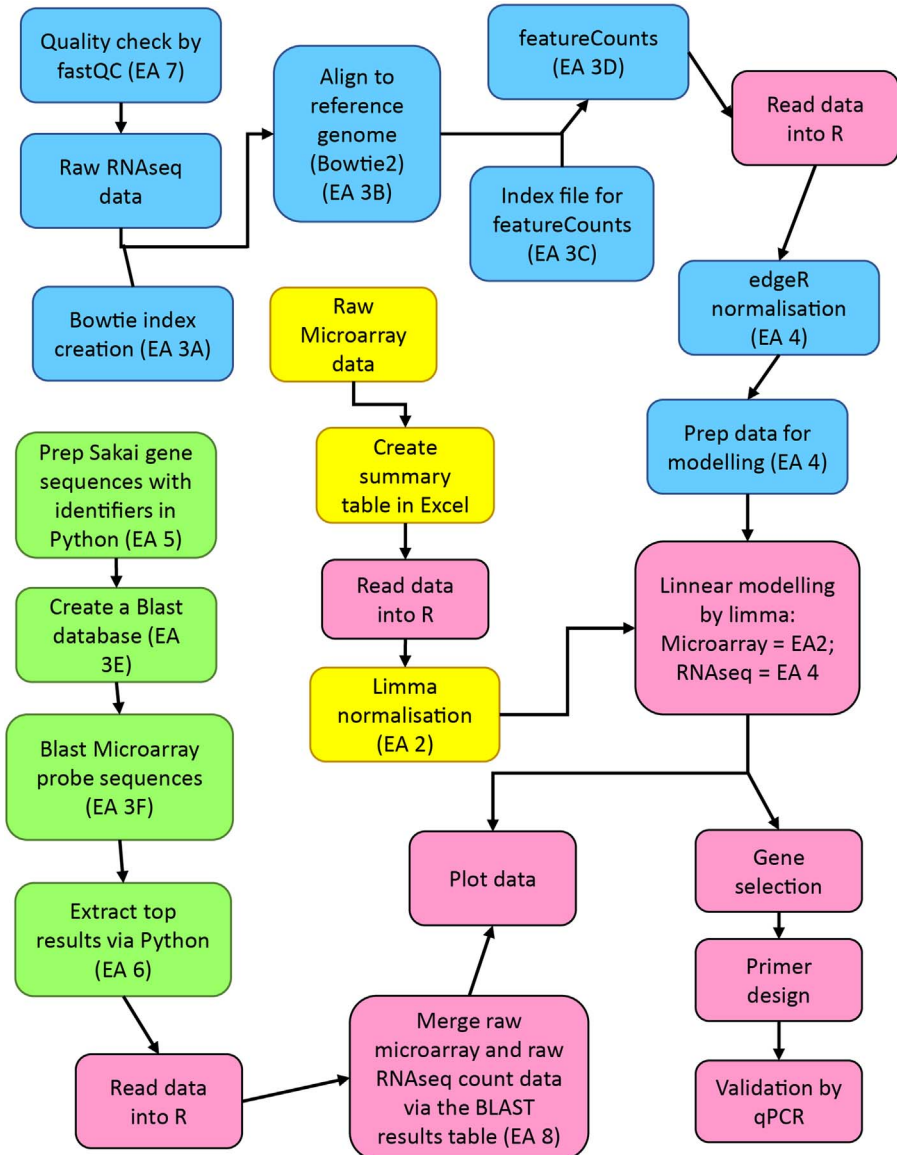 Quality check by
fastQC (EA 7)
Raw RNAseq
data
Bowtie index
creation (EA 3A)
Align to
reference
genome
(Bowtie2)
(EA 3B)
featureCounts
(EA 3D)
Index file for
featureCounts
(EA 3C)
Read data
into R
edgeR
normalisation
(EA 4)
Prep data for
modelling (EA 4)
Raw
Microarray
data
Create
summary
table in Excel
Read data
into R
Limma
normalisation
(EA 2)
Linnear modelling
by limma:
Microarray = EA2;
RNAseq = EA 4
Prep Sakai gene
sequences with
identifiers in
Python (EA 5)
Create a Blast
database (EA
3E)
Blast Microarray
probe sequences
(EA 3F)
Extract top
results via Python
(EA 6)
Read data
into R
Merge raw
microarray and raw
RNAseq count data
via the BLAST
results table (EA 8)
Plot data
Gene
selection
Primer
design
Validation by
qPCR